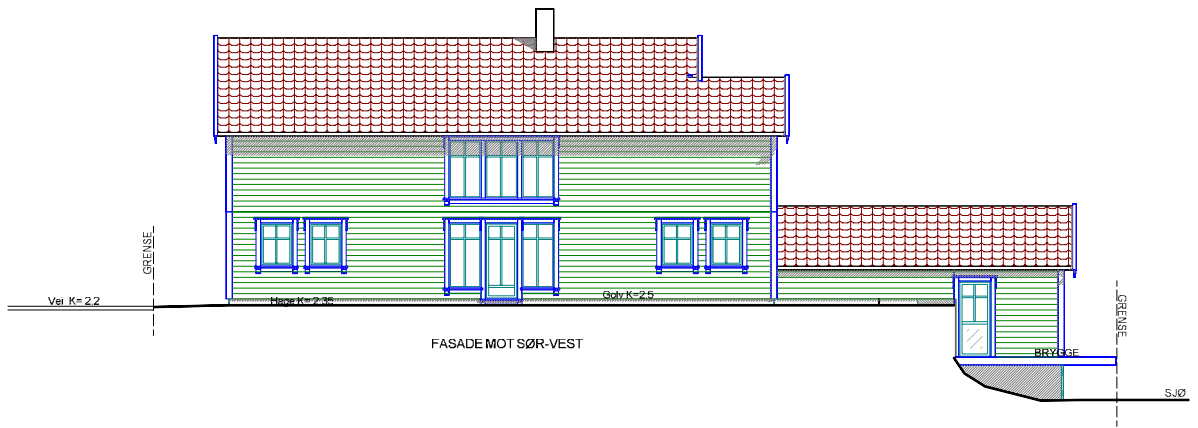 GRENSE
Vei K= 2,2
Hage K= 2,35
Golv K=2,5
GRENSE
FASADE MOT SØR-VEST
BRYGGE
SJØ